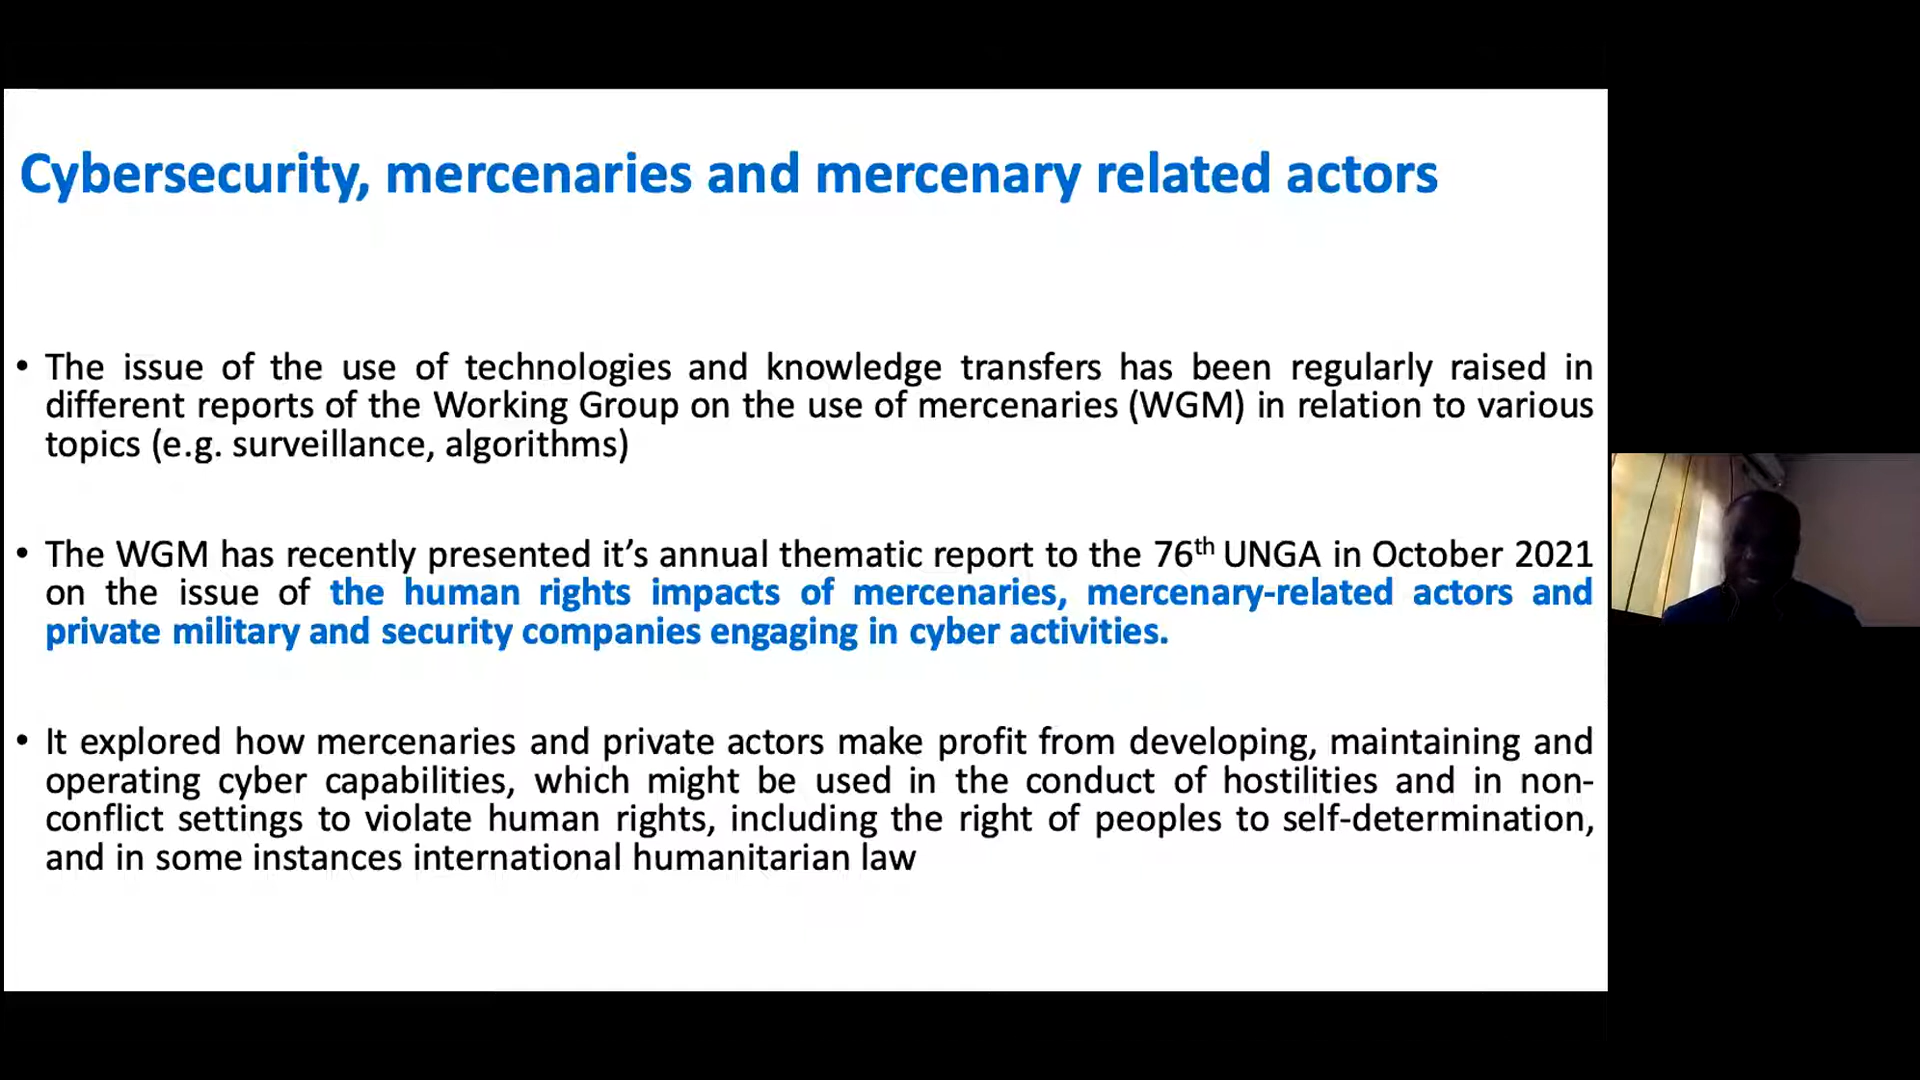 Cybersecurity, mercenaries and mercenary related actors
• The issue of the use of technologies and knowledge transfers has been regularly raised in
different reports of the Working Group on the use of mercenaries (WGM) in relation to various
topics (e.g. surveillance, algorithms)
• The WGM has recently presented it’s annual thematic report to the 76th UNGA in October 2021
on the issue of the human rights impacts of mercenaries, mercenary-related actors and
private military and security companies engaging in cyber activities.
• It explored how mercenaries and private actors make profit from developing, maintaining and
operating cyber capabilities, which might be used in the conduct of hostilities and in non-
conflict settings to violate human rights, including the right of peoples to self-determination,
and in some instances international humanitarian law